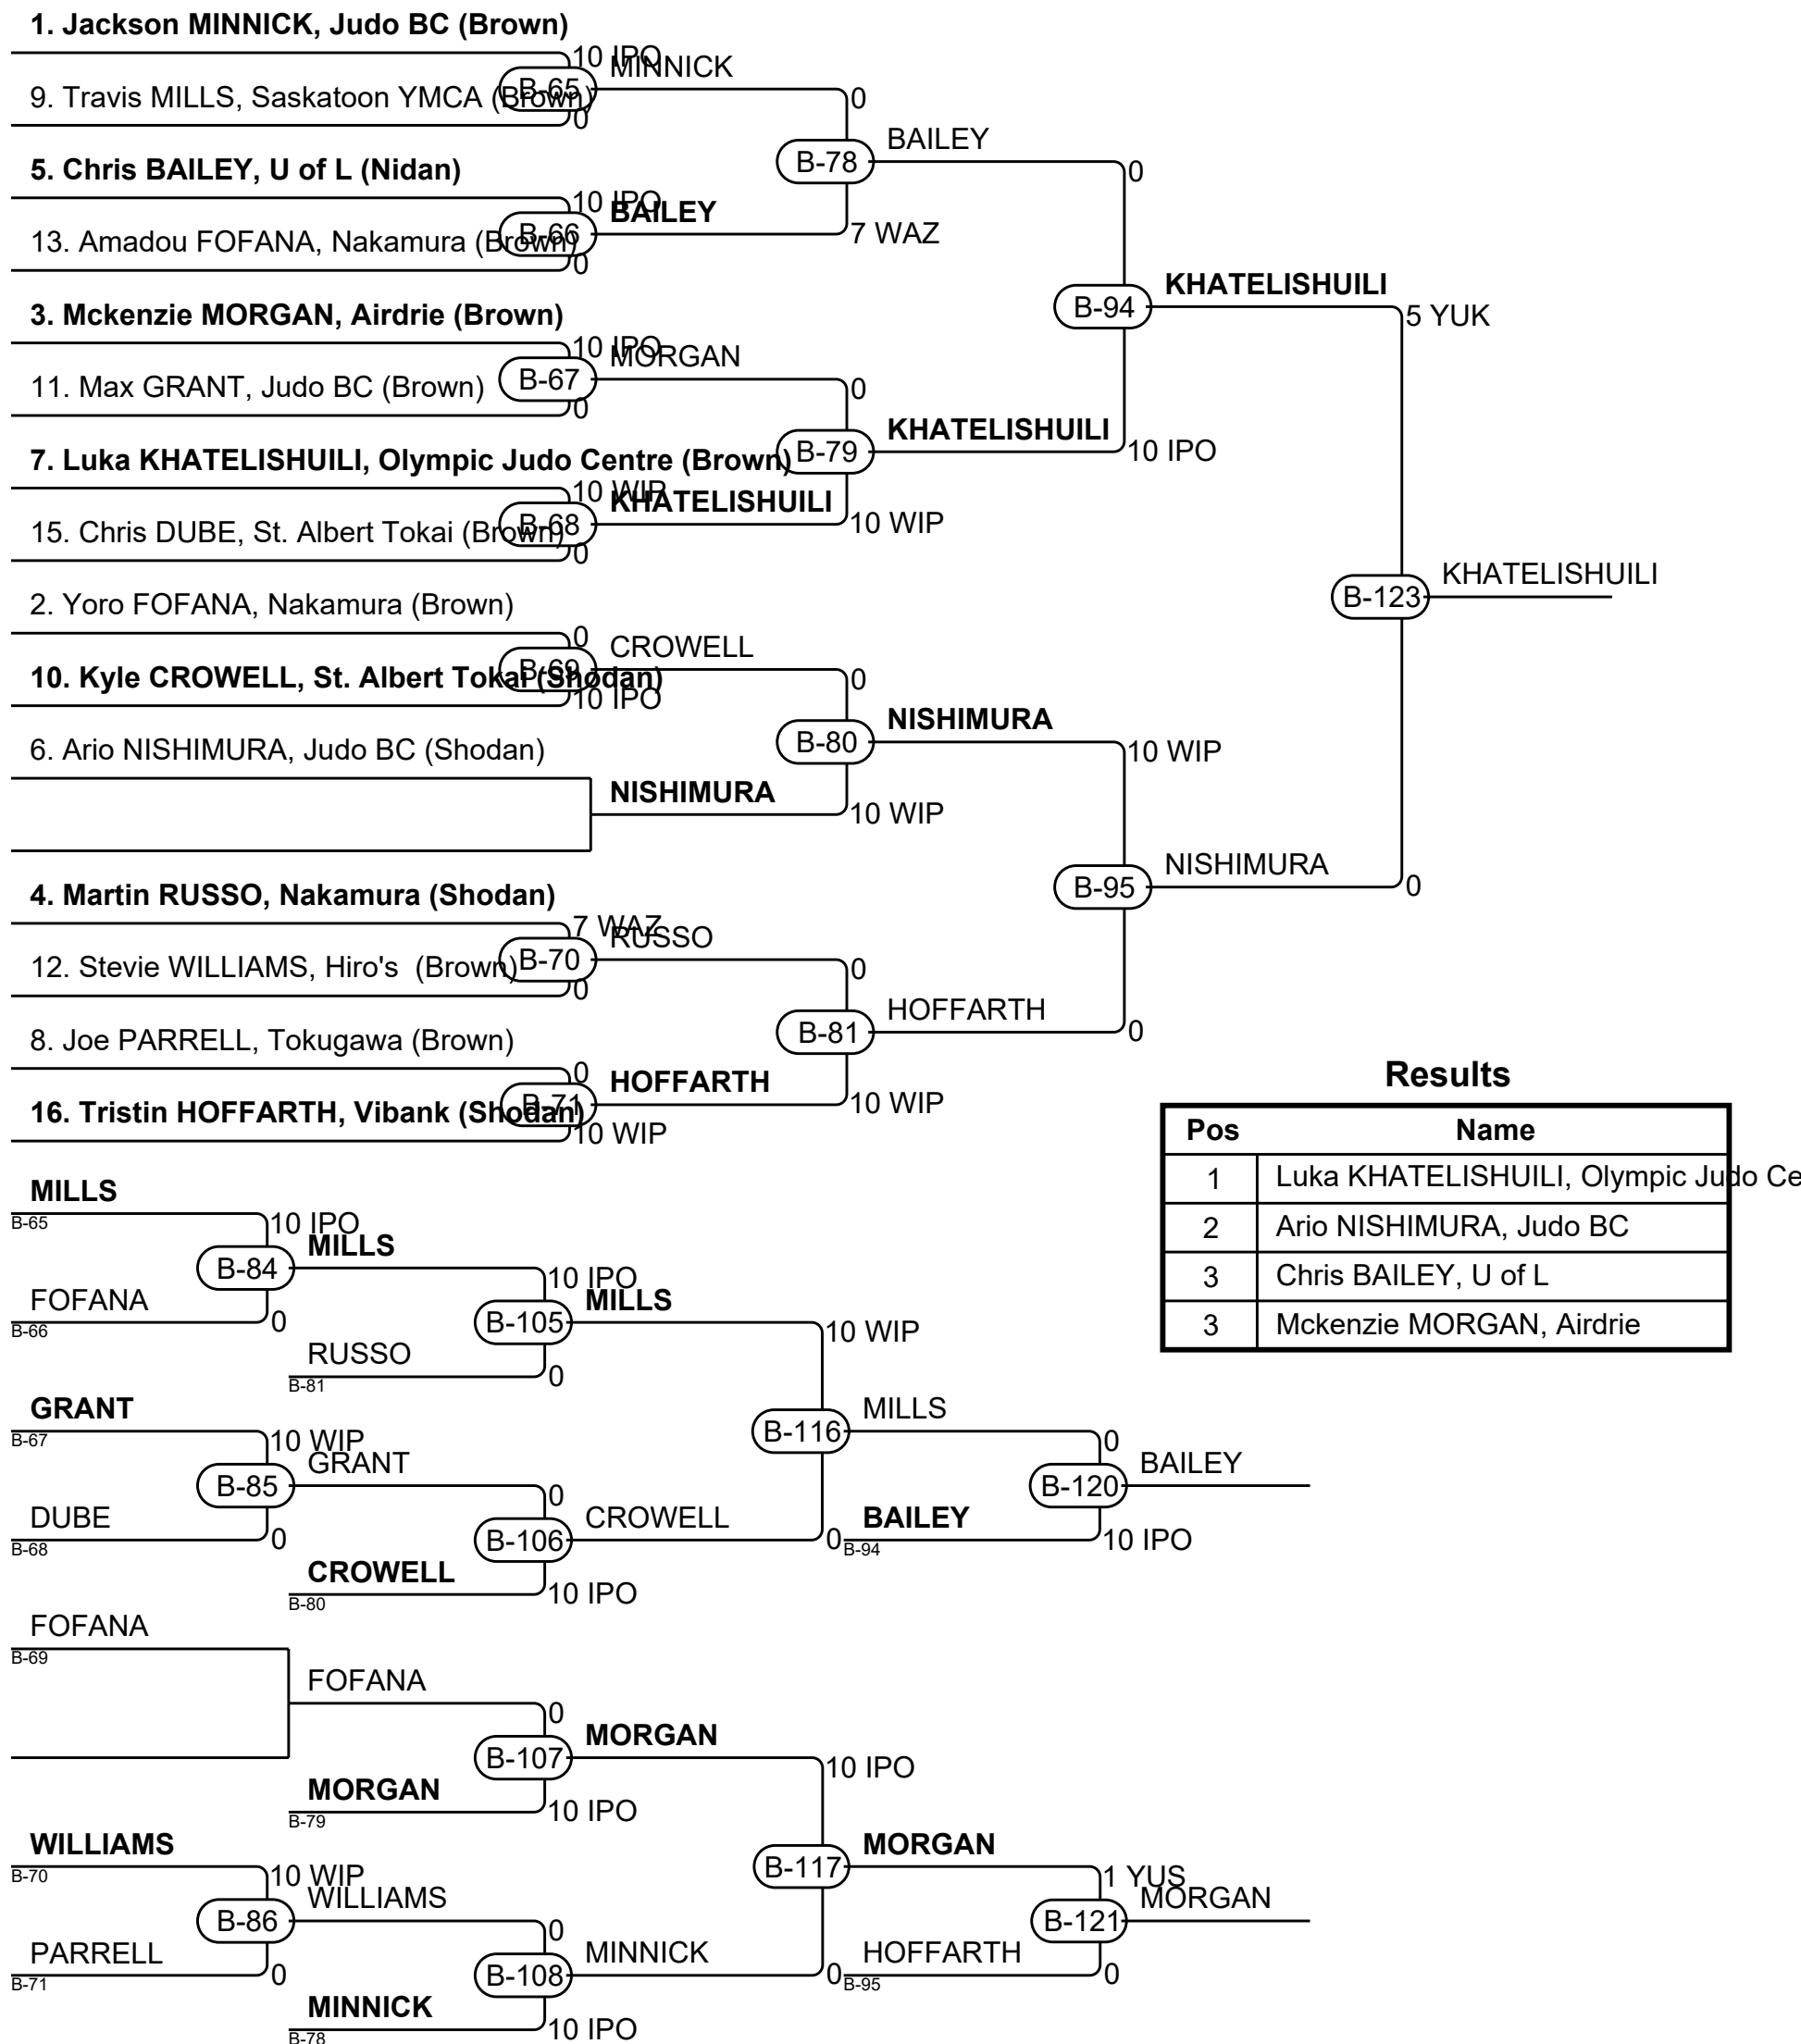 1. Jackson MINNICK, Judo BC (Brown)
10 IPO
MINNICK
B-65
9. Travis MILLS, Saskatoon YMCA (Brown)
0
0
BAILEY
B-78
5. Chris BAILEY, U of L (Nidan)
0
10 IPO
BAILEY
B-66
7 WAZ
13. Amadou FOFANA, Nakamura (Brown)
0
KHATELISHUILI
B-94
5 YUK
3. Mckenzie MORGAN, Airdrie (Brown)
10 IPO
MORGAN
B-67
11. Max GRANT, Judo BC (Brown)
0
0
KHATELISHUILI
B-79
10 IPO
7. Luka KHATELISHUILI, Olympic Judo Centre (Brown)
10 WIP
KHATELISHUILI
B-68
10 WIP
15. Chris DUBE, St. Albert Tokai (Brown)
0
KHATELISHUILI
B-123
2. Yoro FOFANA, Nakamura (Brown)
0
CROWELL
B-69
10. Kyle CROWELL, St. Albert Tokai (Shodan)
0
10 IPO
NISHIMURA
B-80
10 WIP
6. Ario NISHIMURA, Judo BC (Shodan)
NISHIMURA
10 WIP
NISHIMURA
B-95
0
4. Martin RUSSO, Nakamura (Shodan)
7 WAZ
RUSSO
B-70
12. Stevie WILLIAMS, Hiro's  (Brown)
0
0
HOFFARTH
B-81
0
8. Joe PARRELL, Tokugawa (Brown)
0
HOFFARTH
B-71
10 WIP
16. Tristin HOFFARTH, Vibank (Shodan)
10 WIP
Results
Pos Name
1 Luka KHATELISHUILI, Olympic Judo Ce
2 Ario NISHIMURA, Judo BC
3 Chris BAILEY, U of L
3 Mckenzie MORGAN, Airdrie
MILLS
B-65
10 IPO
MILLS
B-84
FOFANA
B-66
0
10 IPO
MILLS
B-105
RUSSO
B-81
0
10 WIP
GRANT
B-67
10 WIP
GRANT
B-85
DUBE
B-68
0
0
CROWELL
B-106
CROWELL
B-80
10 IPO
0
MILLS
B-116
0
BAILEY
B-94
10 IPO
BAILEY
B-120
FOFANA
B-69
FOFANA
0
MORGAN
B-107
MORGAN
B-79
10 IPO
10 IPO
WILLIAMS
B-70
10 WIP
WILLIAMS
B-86
PARRELL
B-71
0
0
MINNICK
B-108
MINNICK
B-78
10 IPO
0
MORGAN
B-117
1 YUS
HOFFARTH
B-95
0
MORGAN
B-121